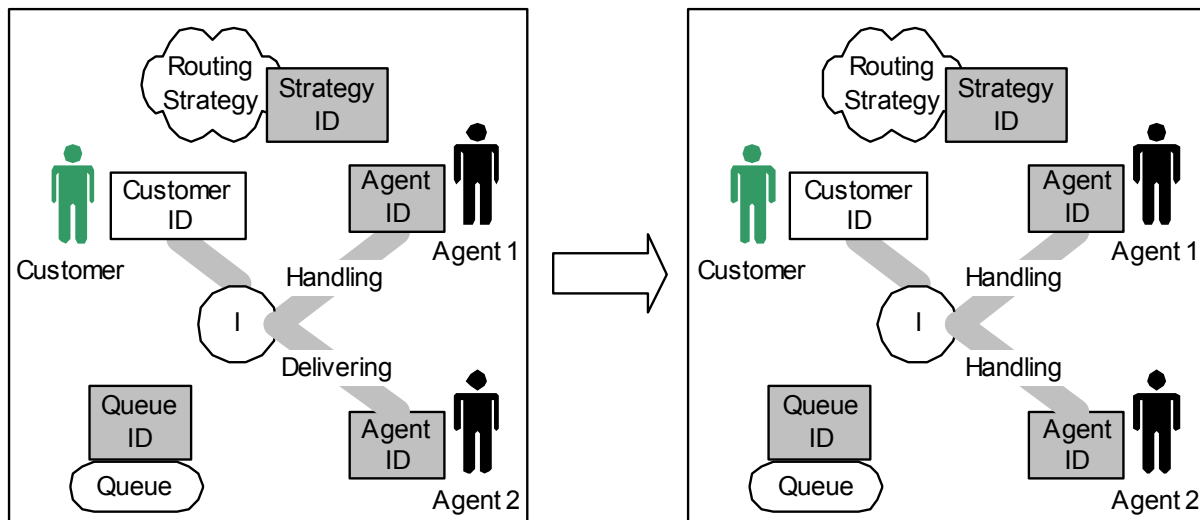 Routing
Strategy
Strategy
ID
Customer
ID
Agent
ID
Customer
Agent 1
Handling
I
Delivering
Queue
ID
Agent
ID
Queue
Agent 2
Routing
Strategy
Strategy
ID
Customer
ID
Agent
ID
Customer
Agent 1
Handling
I
Handling
Queue
ID
Agent
ID
Queue
Agent 2